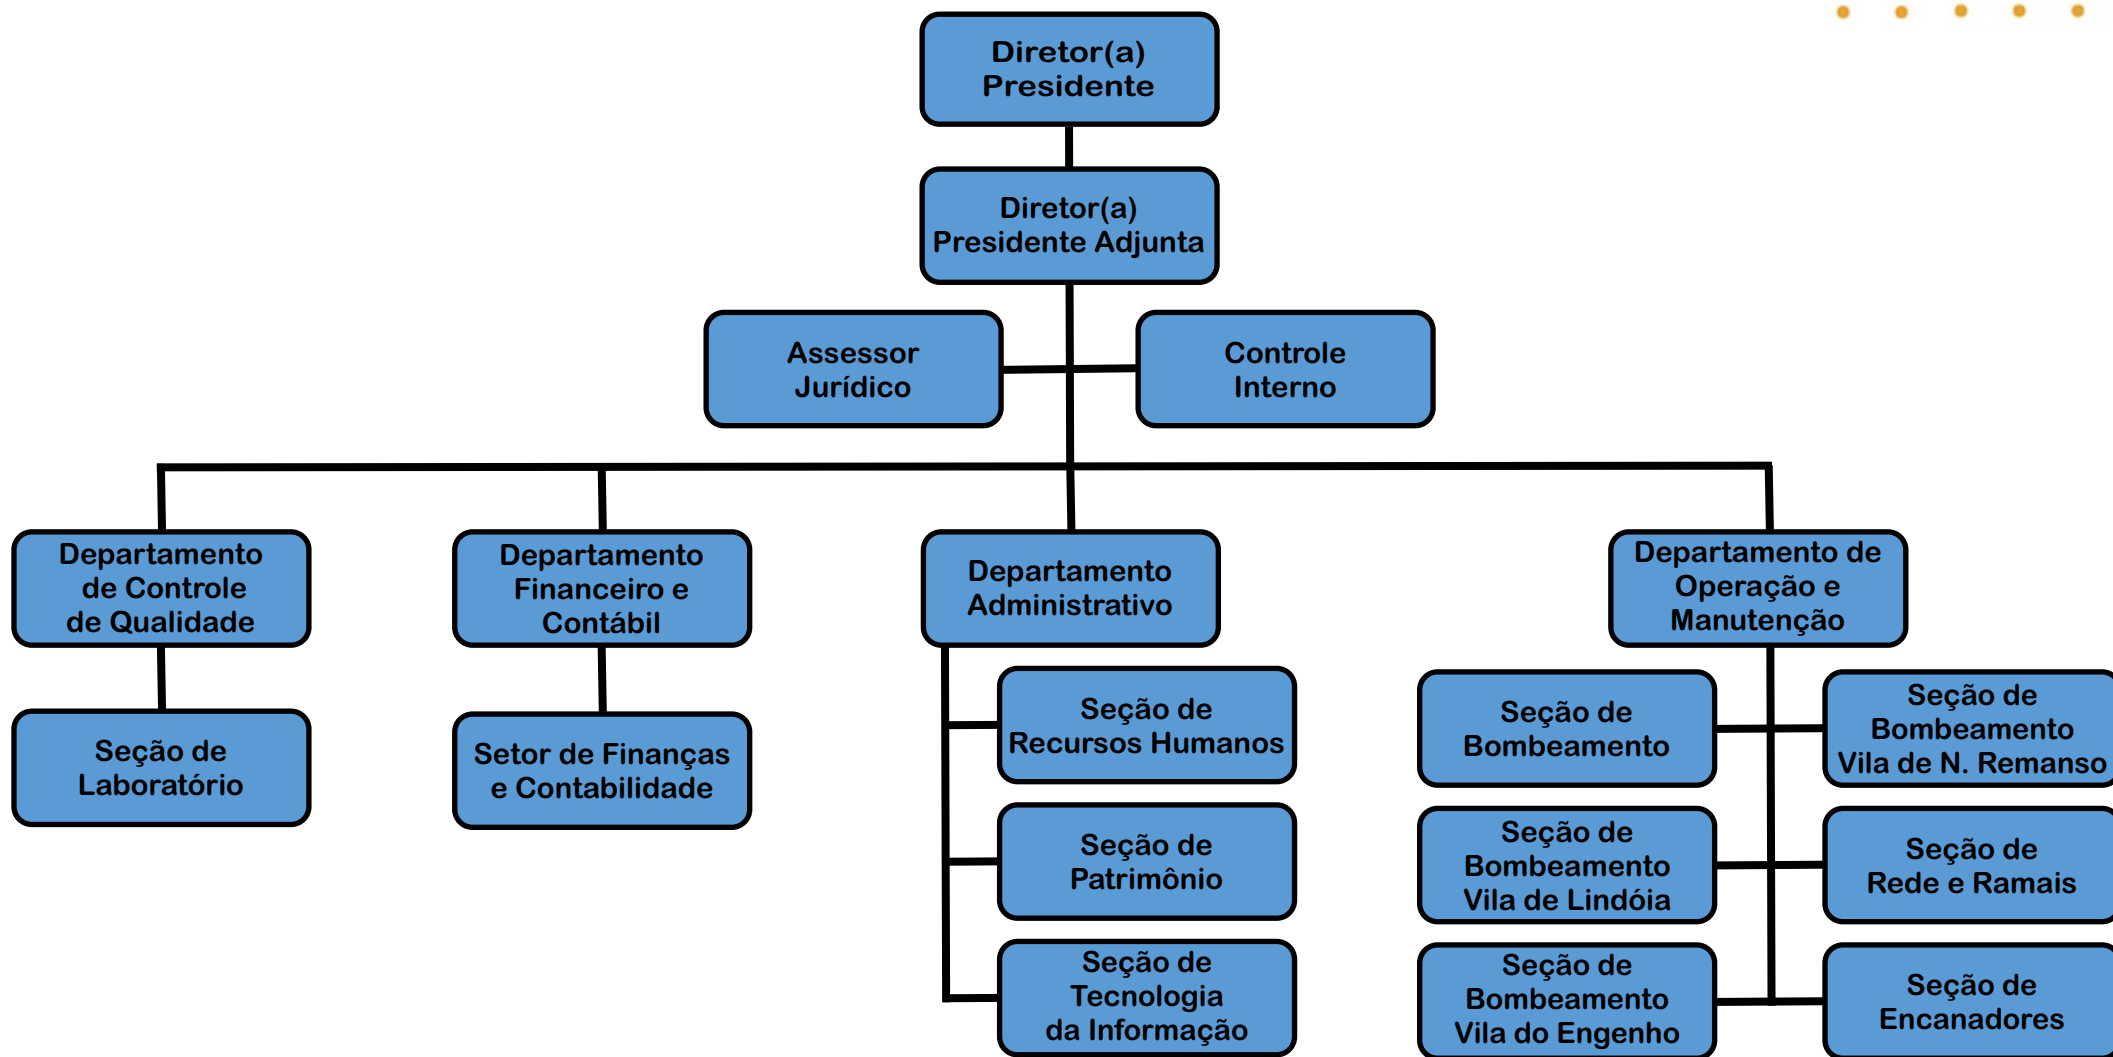 Diretor(a)
Presidente
Diretor(a)
Presidente Adjunta
Assessor
Jurídico
Controle
Interno
Departamento
de Controle
de Qualidade
Departamento
Financeiro e
Contábil
Departamento
Administrativo
Departamento de
Operação e
Manutenção
Seção de
Laboratório
Setor de Finanças
e Contabilidade
Seção de
Recursos Humanos
Seção de
Patrimônio
Seção de
Tecnologia
da Informação
Seção de
Bombeamento
Seção de
Bombeamento
Vila de N. Remanso
Seção de
Bombeamento
Vila de Lindóia
Seção de
Rede e Ramais
Seção de
Bombeamento
Vila do Engenho
Seção de
Encanadores